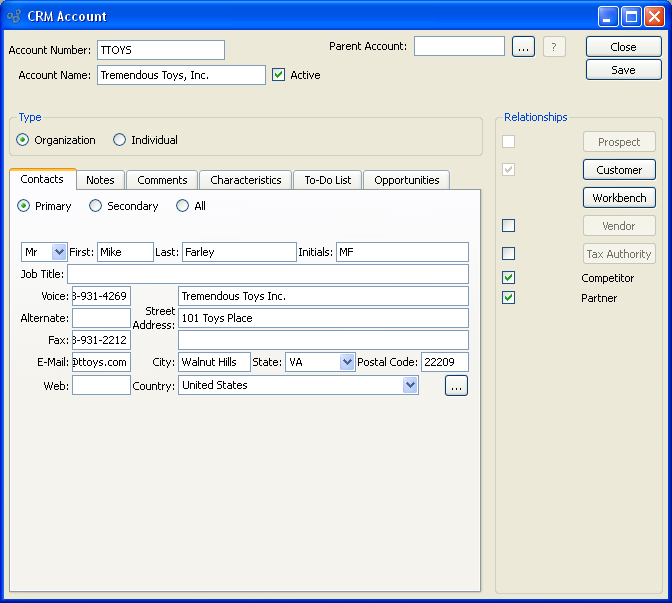 CRM Account
Account Number: TTOYS Parent Account: ... ? Close
Account Name: Tremendous Toys, Inc. Active Save
Type Relationships
Organization Individual Prospect
Customer
Contacts Notes Comments Characteristics To-Do List Opportunities
Workbench
Primary Secondary All
Vendor
Mr First: Mike Last: Farley Initials: MF Tax Authority
Job Title: Competitor
Voice: 3-931-4269 Tremendous Toys Inc. Partner
Alternate: Street Address: 101 Toys Place
Fax: 3-931-2212
E-Mail: @ttoys.com City: Walnut Hills State: VA Postal Code: 22209
Web: Country: United States ...